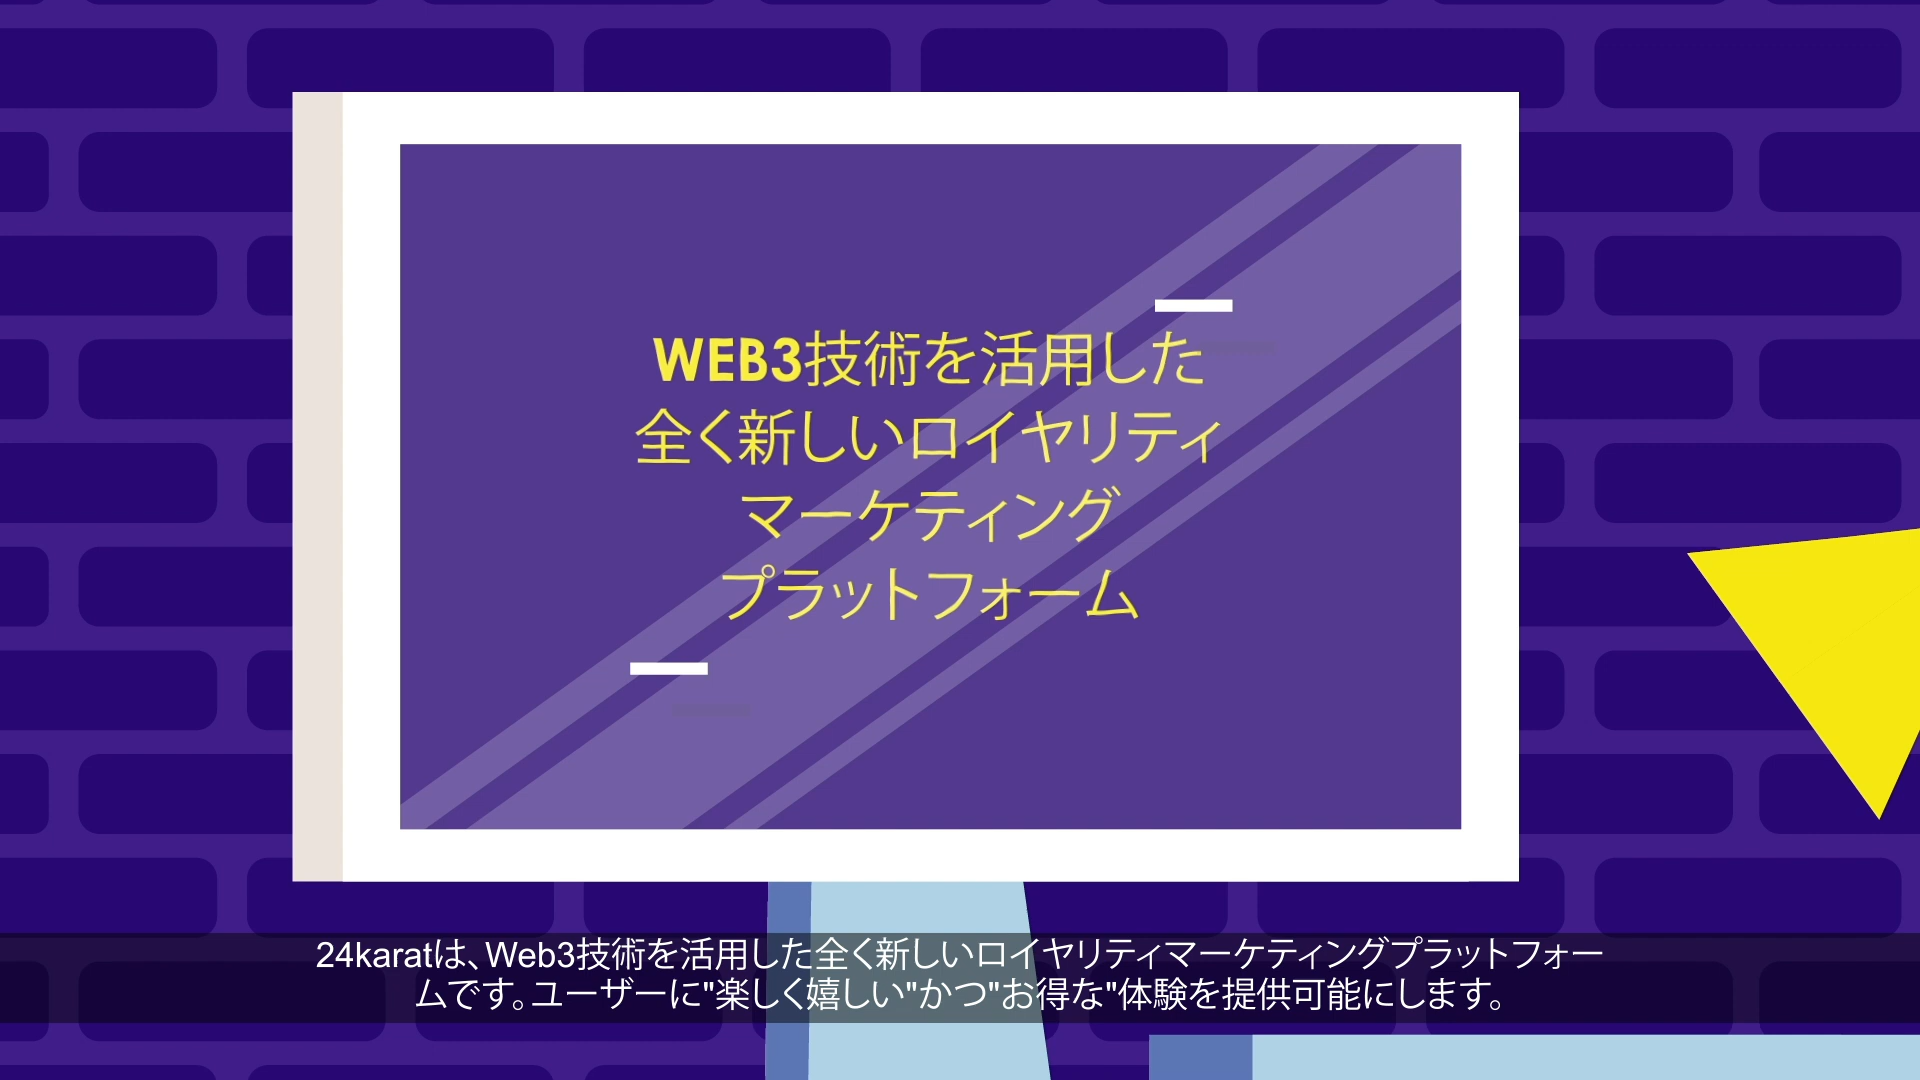 WEB3技術を活用した
全く新しいロイヤリティ
マーケティング
プラットフォーム
24karatは、Web3技術を活用した全く新しいロイヤリティマーケティングプラットフォー
ムです。ユーザーに"楽しく嬉しい"かつ"お得な"体験を提供可能にします。